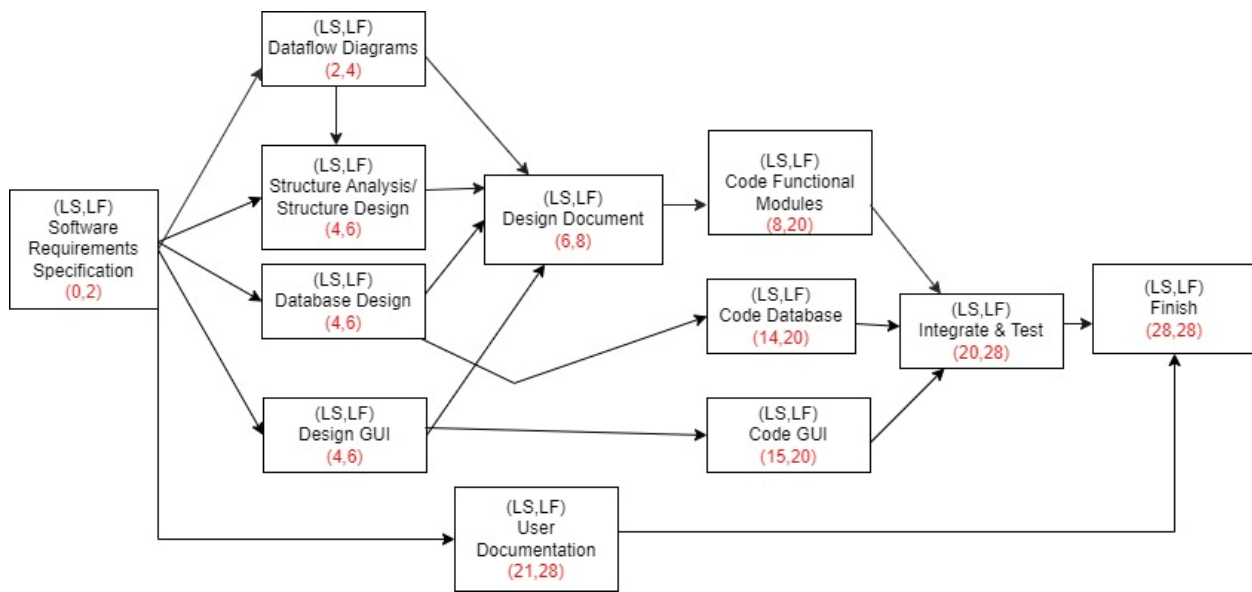 (LS,LF)
Dataflow Diagrams
(2,4)
(LS,LF)
Structure Analysis/
Structure Design
(4,6)
(LS,LF)
Software
Requirements
Specification
(0,2)
(LS,LF)
Database Design
(4,6)
(LS,LF)
Design GUI
(4,6)
(LS,LF)
User
Documentation
(21,28)
(LS,LF)
Design Document
(6,8)
(LS,LF)
Code Functional
Modules
(8,20)
(LS,LF)
Code Database
(14,20)
(LS,LF)
Code GUI
(15,20)
(LS,LF)
Integrate & Test
(20,28)
(LS,LF)
Finish
(28,28)